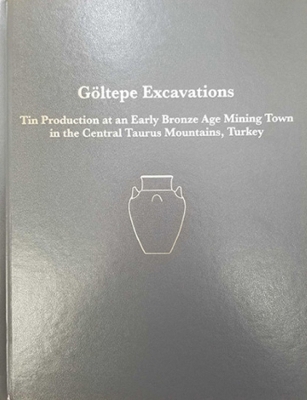 Göltepe Excavations
Tin Production at an Early Bronze Age Mining Town
in the Central Taurus Mountains, Turkey